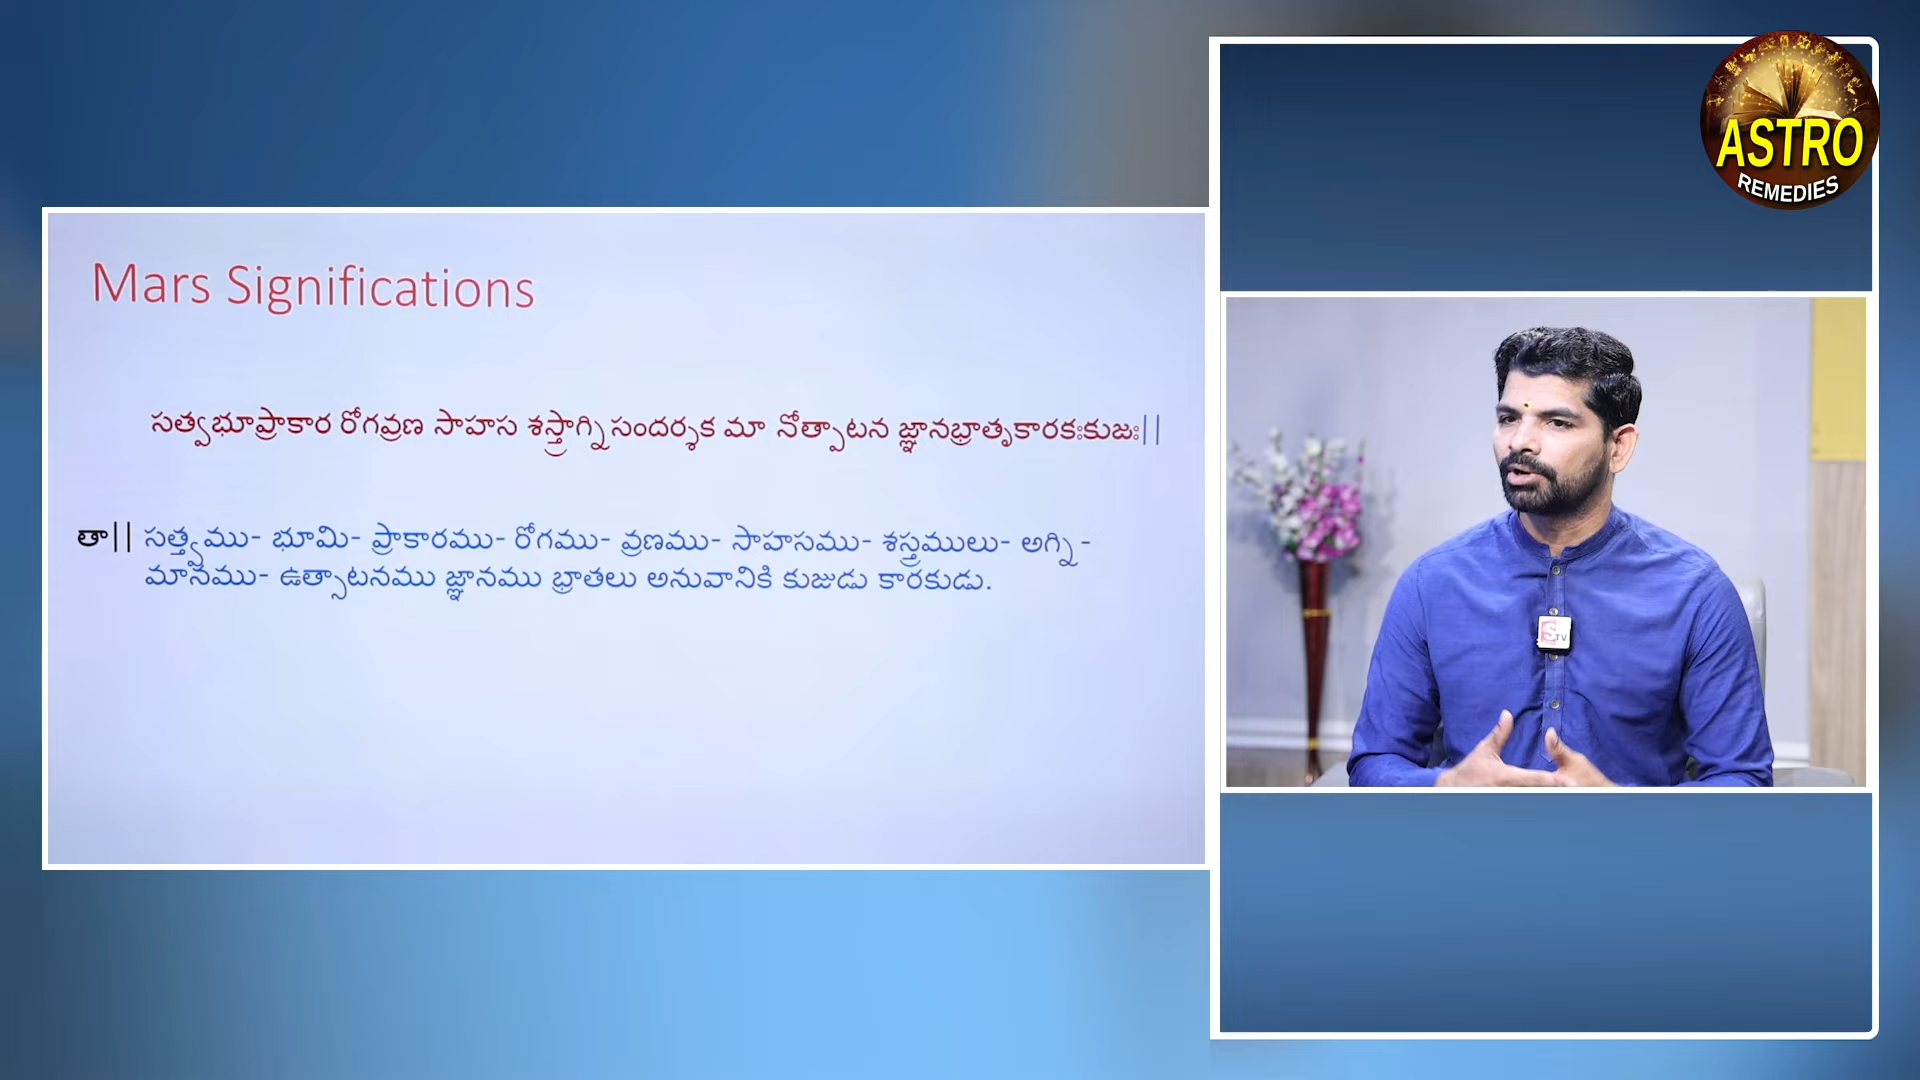 Mars Significations
సత్వభూప్రాకార రోగవ్రణ సాహస శస్త్రాగ్ని సందర్శక మా నోత్పాటన జ్ఞానభ్రాతృకారకఃకుజః||
తా|| సత్త్వము- భూమి- ప్రాకారము- రోగము- వ్రణము- సాహసము- శస్త్రములు- అగ్ని -
మానము- ఉత్సాటనము జ్ఞానము భ్రాతలు అనువానికి కుజుడు కారకుడు.
ASTRO
REMEDIES
S TV